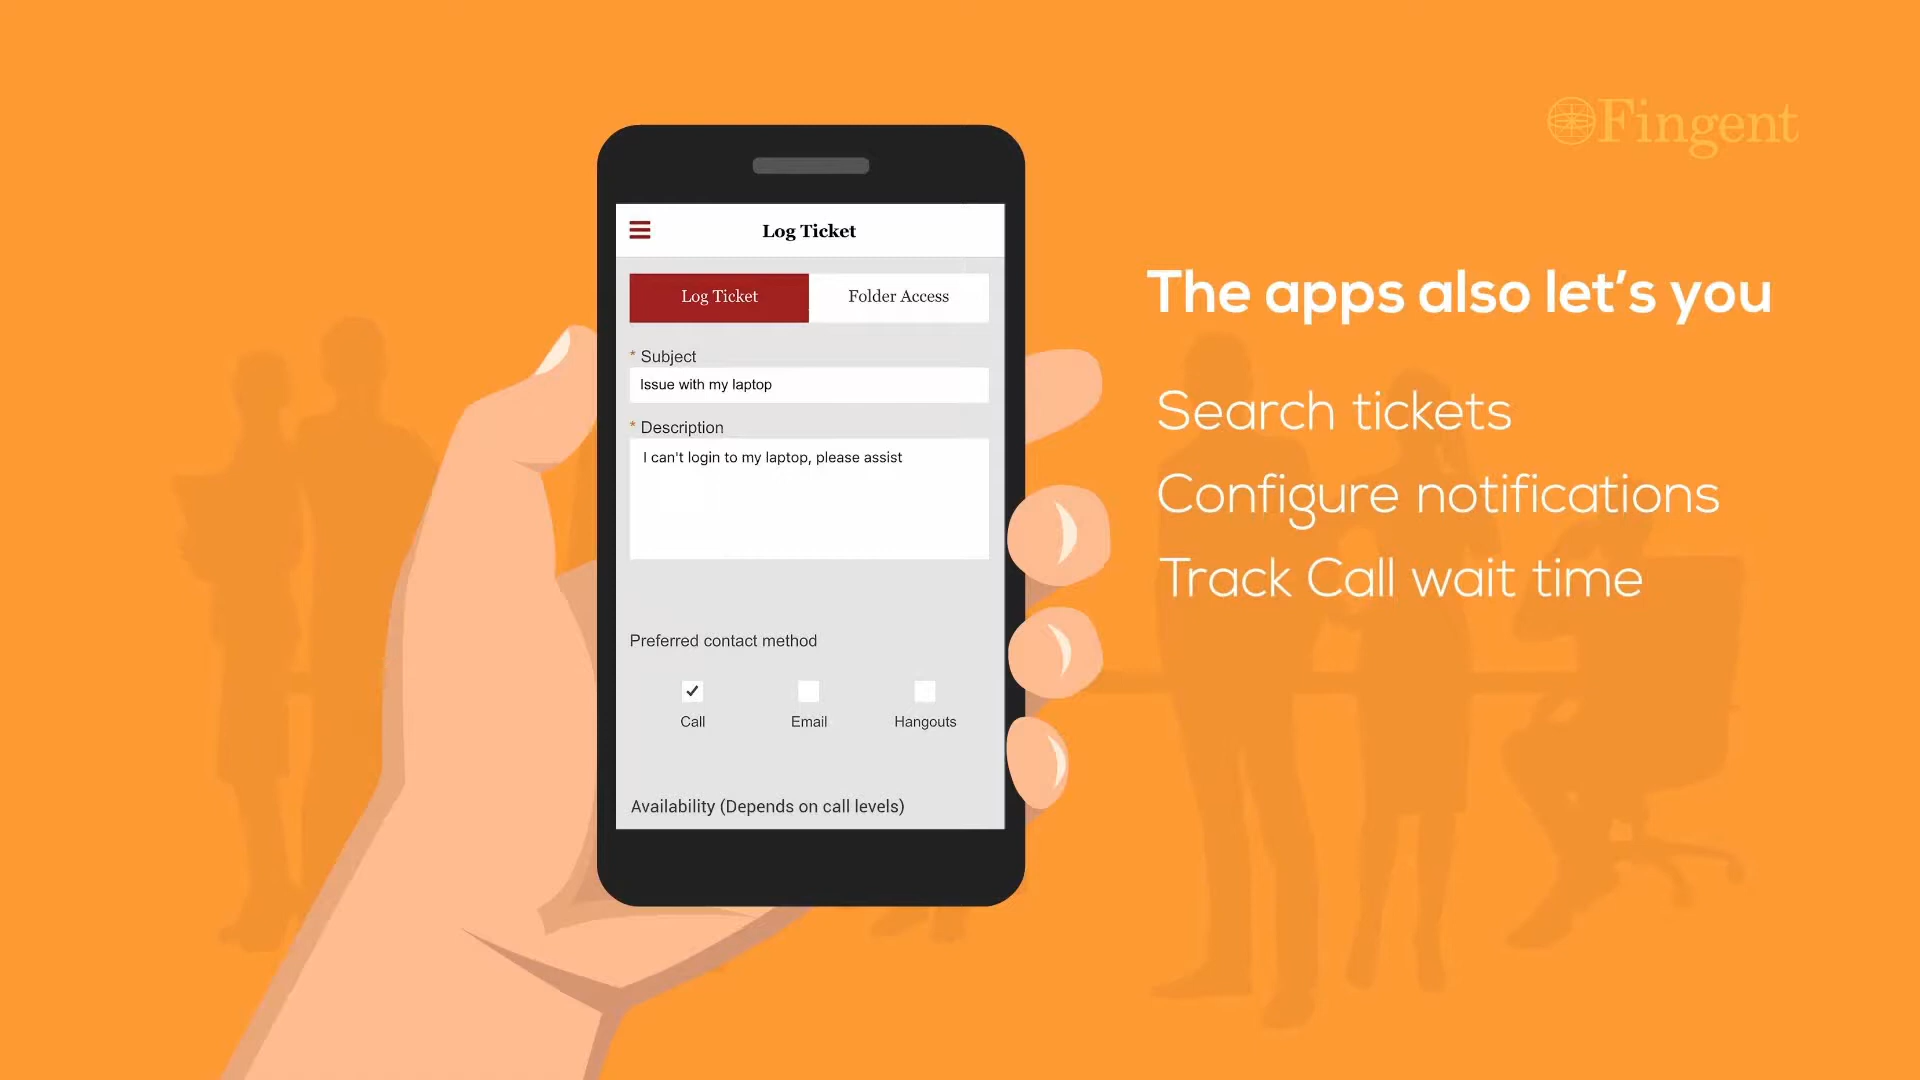 Fingent
Log Ticket
Log Ticket Folder Access
* Subject
Issue with my laptop
* Description
I can't login to my laptop, please assist
Preferred contact method
Call Email Hangouts
Availability (Depends on call levels)
The apps also let's you
Search tickets
Configure notifications
Track Call wait time